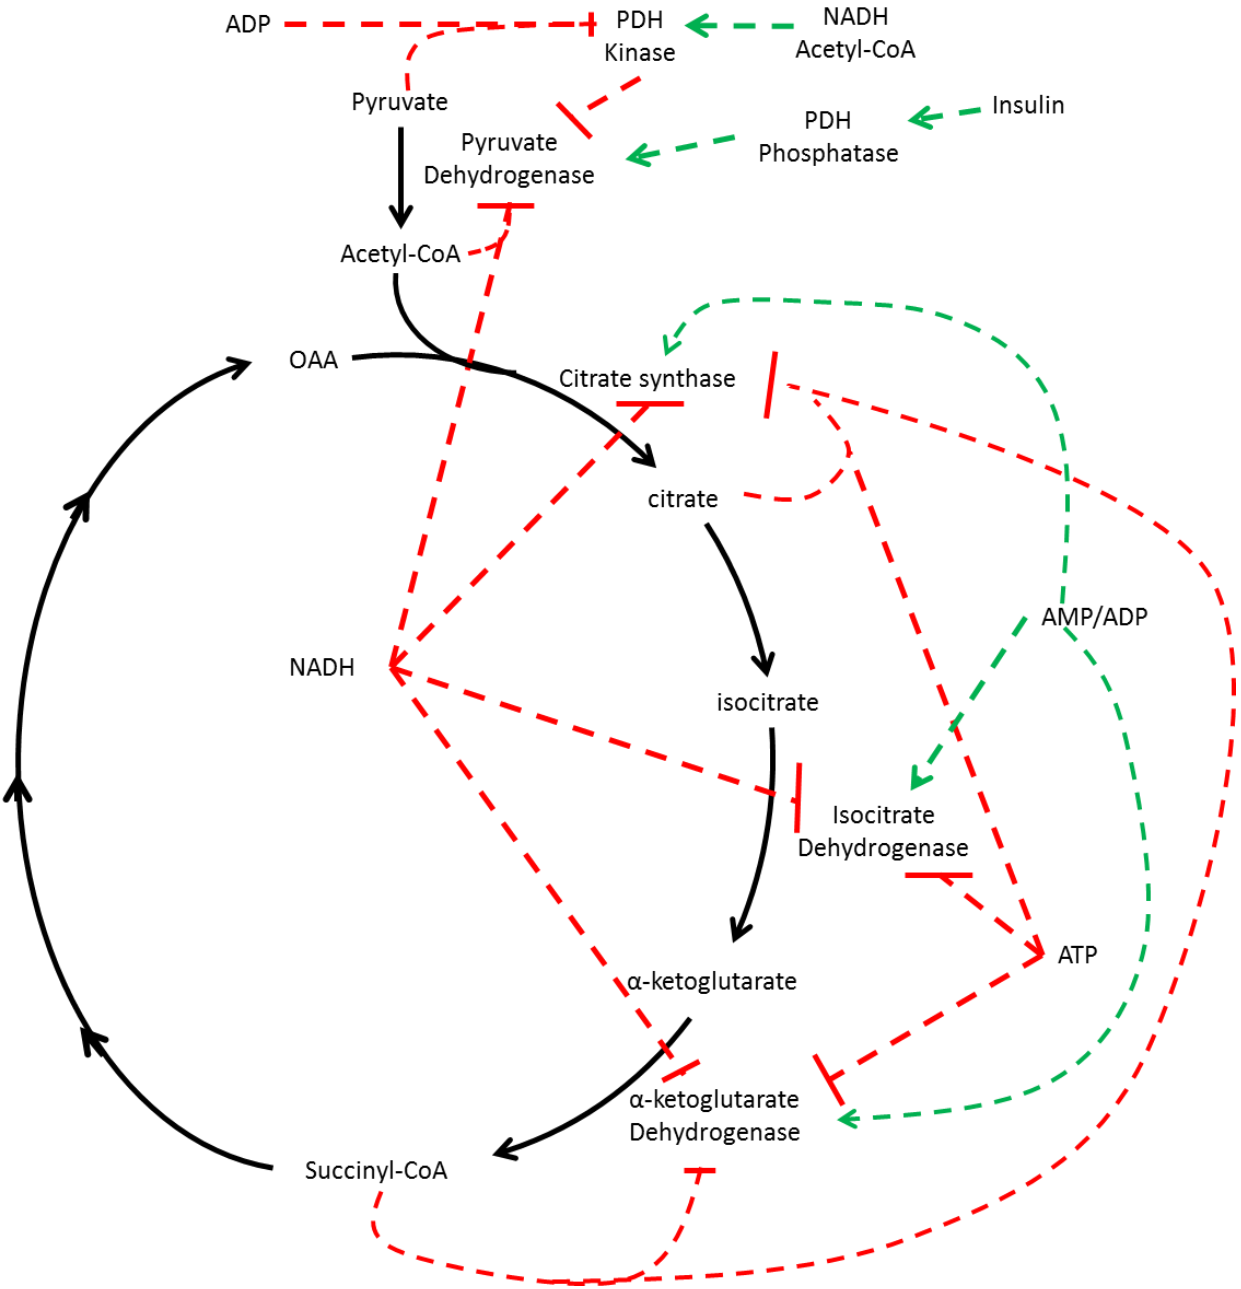 ADP
PDH
Kinase
NADH
Acetyl-CoA
Pyruvate
Insulin
PDH
Phosphatase
Pyruvate
Dehydrogenase
Acetyl-CoA
OAA
Citrate synthase
citrate
AMP/ADP
NADH
isocitrate
Isocitrate
Dehydrogenase
ATP
α-ketoglutarate
α-ketoglutarate
Dehydrogenase
Succinyl-CoA